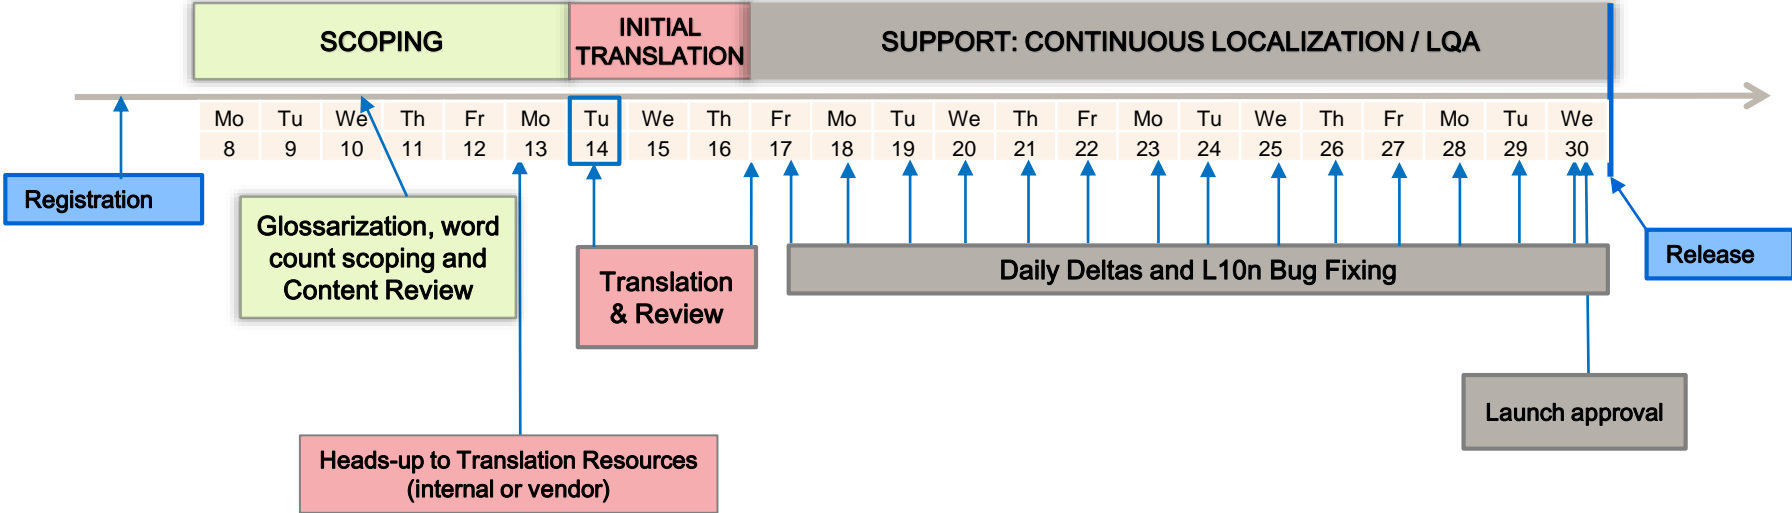 SCOPING
INITIAL
TRANSLATION
SUPPORT: CONTINUOUS LOCALIZATION / LQA
Mo Tu We Th Fr Mo Tu We Th Fr Mo Tu We Th Fr Mo Tu We Th Fr Mo Tu We
8 9 10 11 12 13 14 15 16 17 18 19 20 21 22 23 24 25 26 27 28 29 30
Registration
Glossarization, word
count scoping and
Content Review
Translation
& Review
Daily Deltas and L10n Bug Fixing
Release
Launch approval
Heads-up to Translation Resources
(internal or vendor)